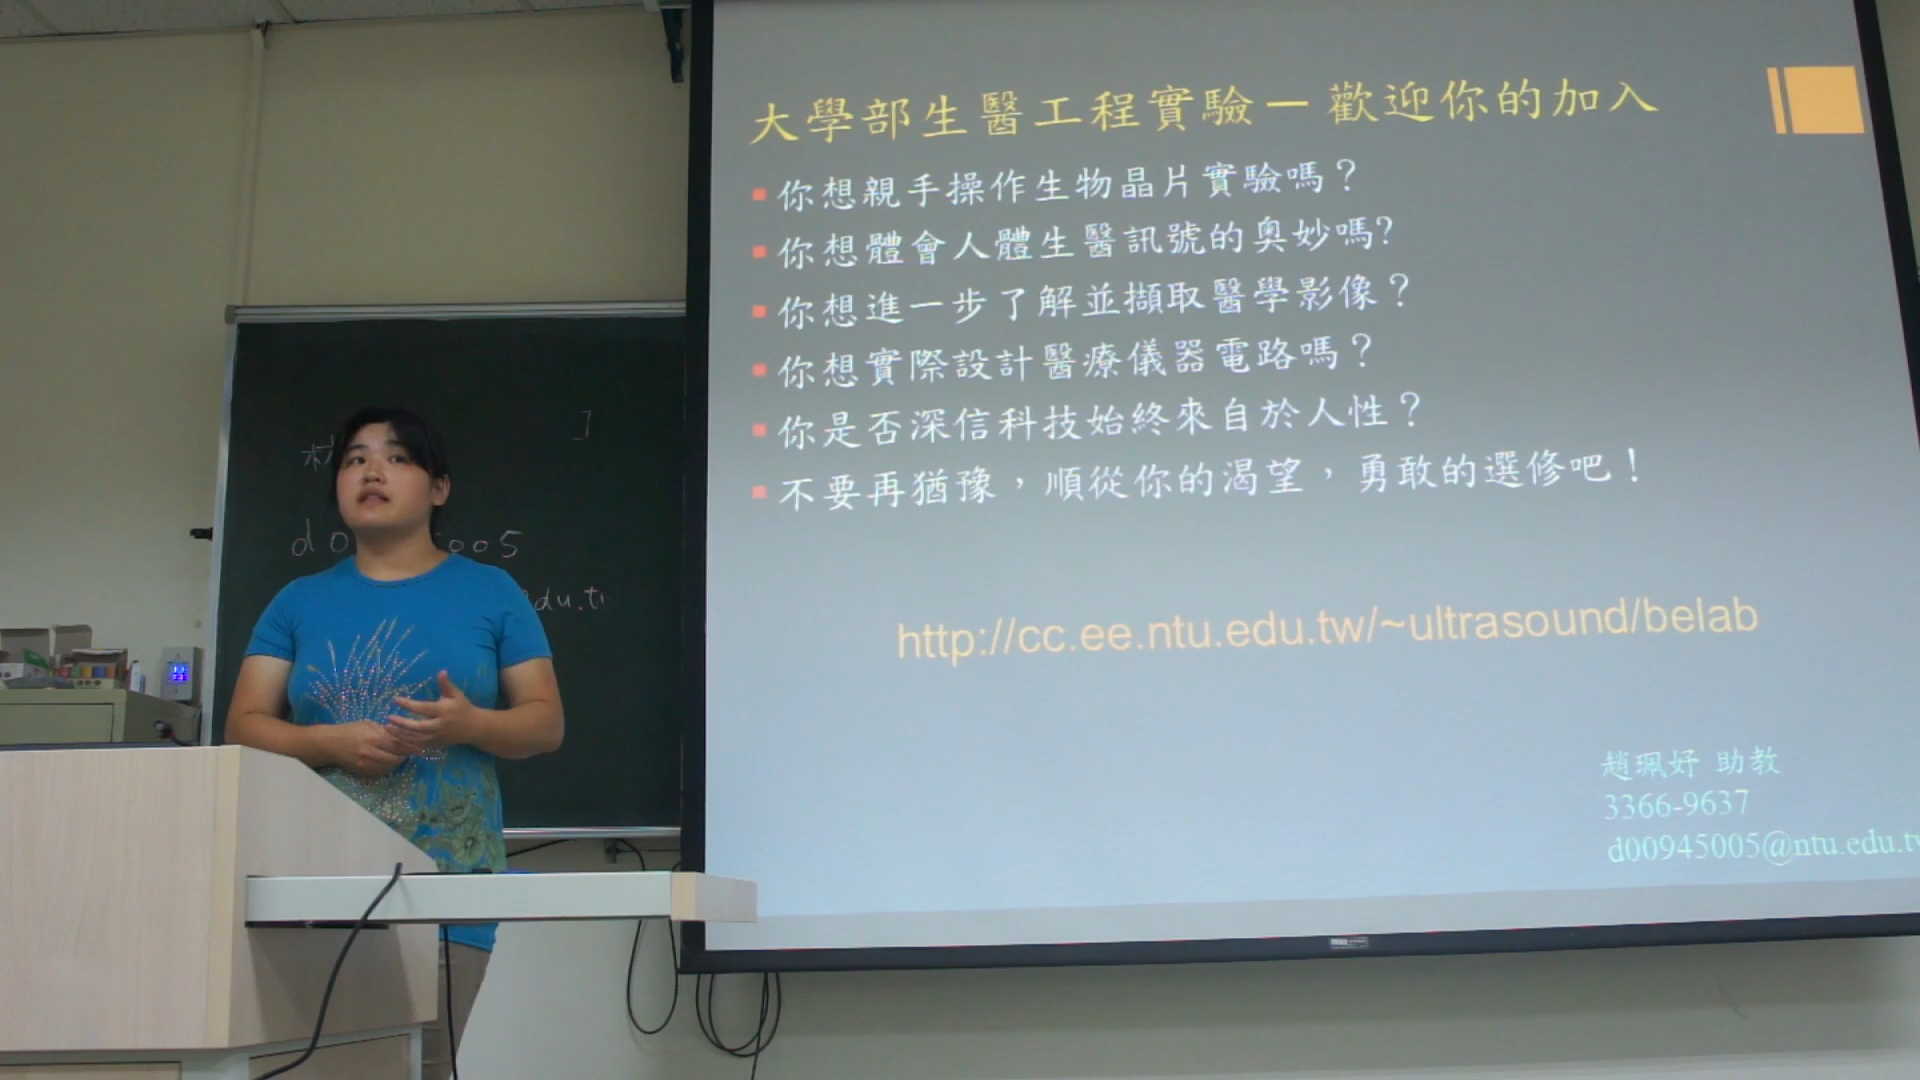 大學部生醫工程實驗－歡迎你的加入
你想親手操作生物晶片實驗嗎？
你想體會人體生醫訊號的奧妙嗎?
你想進一步了解並擷取醫學影像？
你想實際設計醫療儀器電路嗎？
你是否深信科技始終來自於人性？
不要再猶豫，順從你的渴望，勇敢的選修吧！
http://cc.ee.ntu.edu.tw/~ultrasound/belab
趙珮妤 助教
3366-9637
d00945005@ntu.edu.tw
林
d0 5005
edu.t